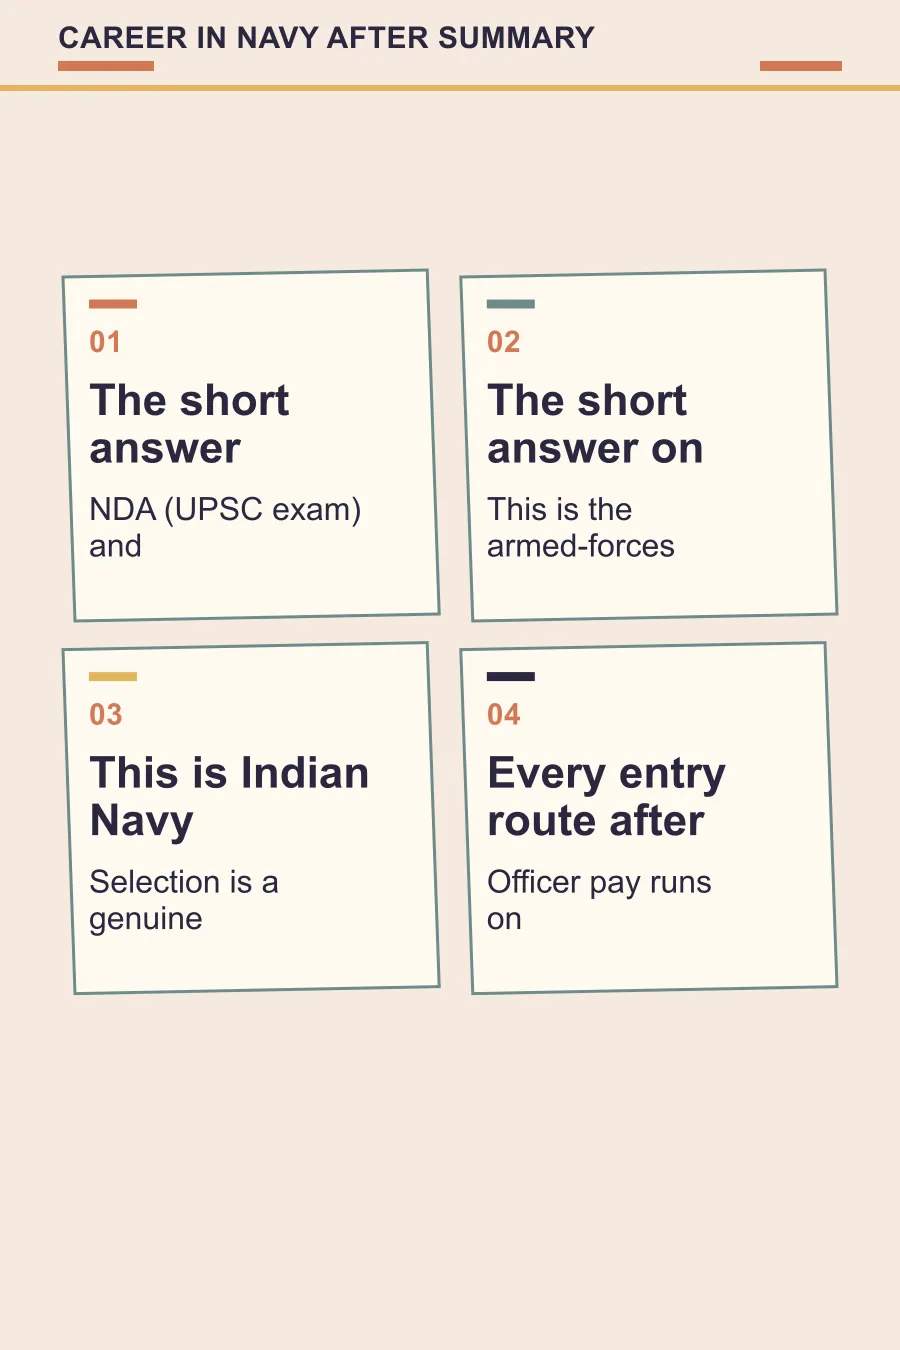 CAREER IN NAVY AFTER SUMMARY
01
The short
answer
NDA (UPSC exam)
and
02
The short
answer on
This is the
armed-forces
03
This is Indian
Navy
Selection is a
genuine
04
Every entry
route after
Officer pay runs
on